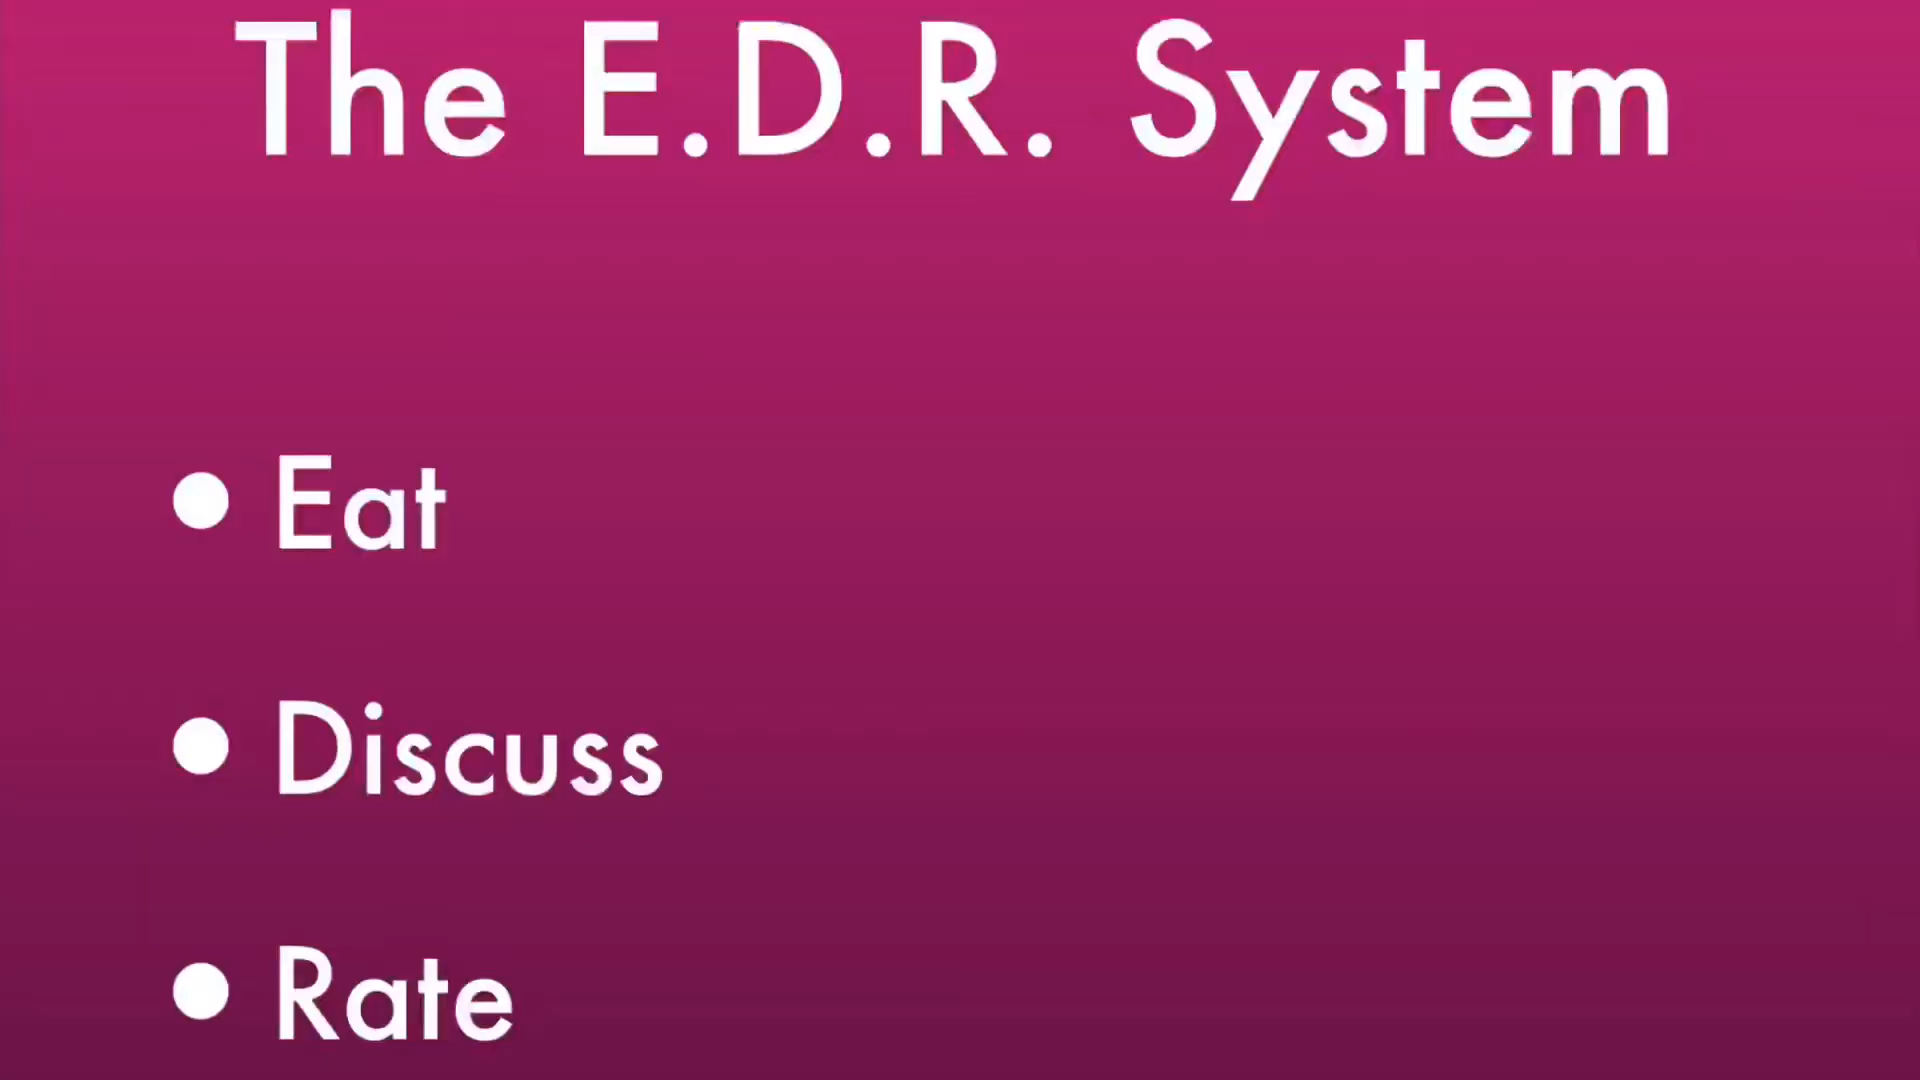 The E.D.R. System
● Eat
● Discuss
● Rate